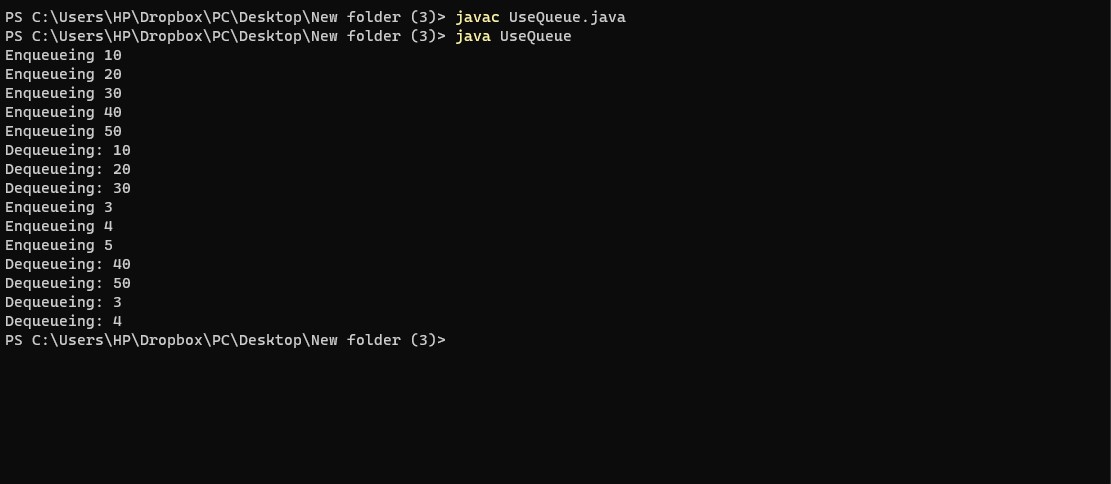 PS C:\Users\HP\Dropbox\PC\Desktop\New folder (3)> javac UseQueue.java
PS C:\Users\HP\Dropbox\PC\Desktop\New folder (3)> java UseQueue
Enqueueing 10
Enqueueing 20
Enqueueing 30
Enqueueing 40
Enqueueing 50
Dequeueing: 10
Dequeueing: 20
Dequeueing: 30
Enqueueing 3
Enqueueing 4
Enqueueing 5
Dequeueing: 40
Dequeueing: 50
Dequeueing: 3
Dequeueing: 4
PS C:\Users\HP\Dropbox\PC\Desktop\New folder (3)>